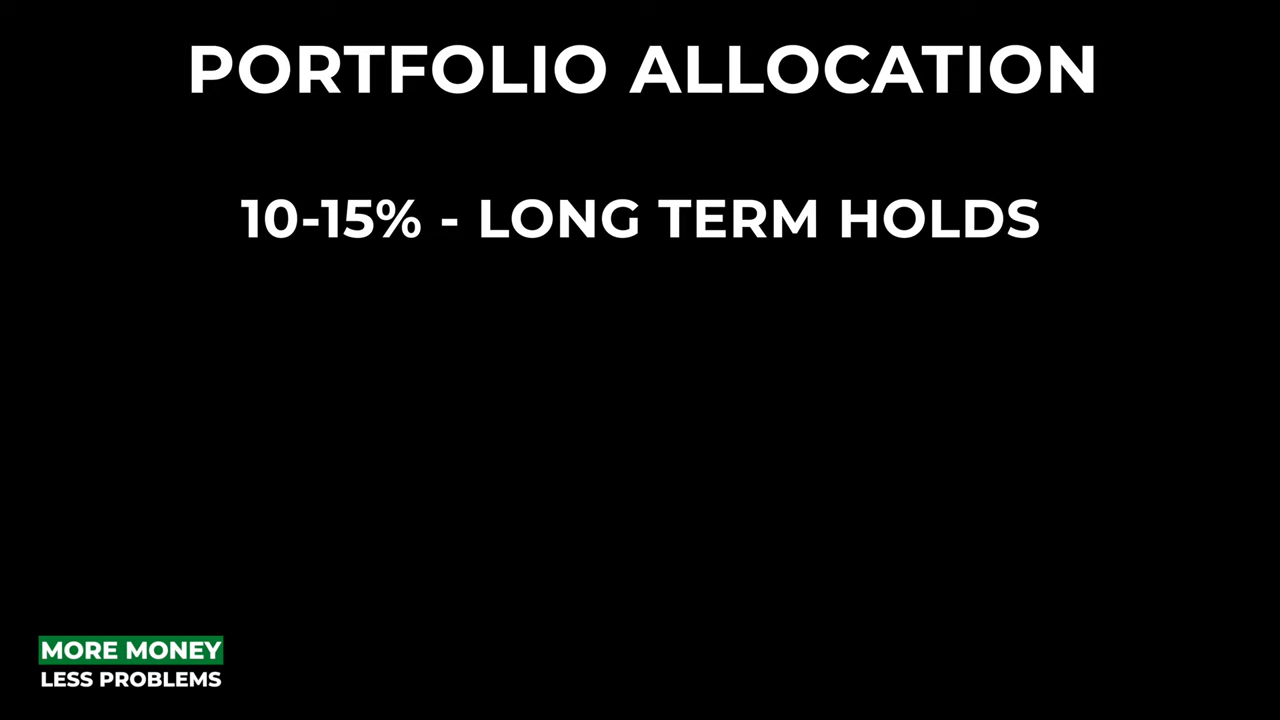 PORTFOLIO ALLOCATION
10-15% - LONG TERM HOLDS
MORE MONEY
LESS PROBLEMS